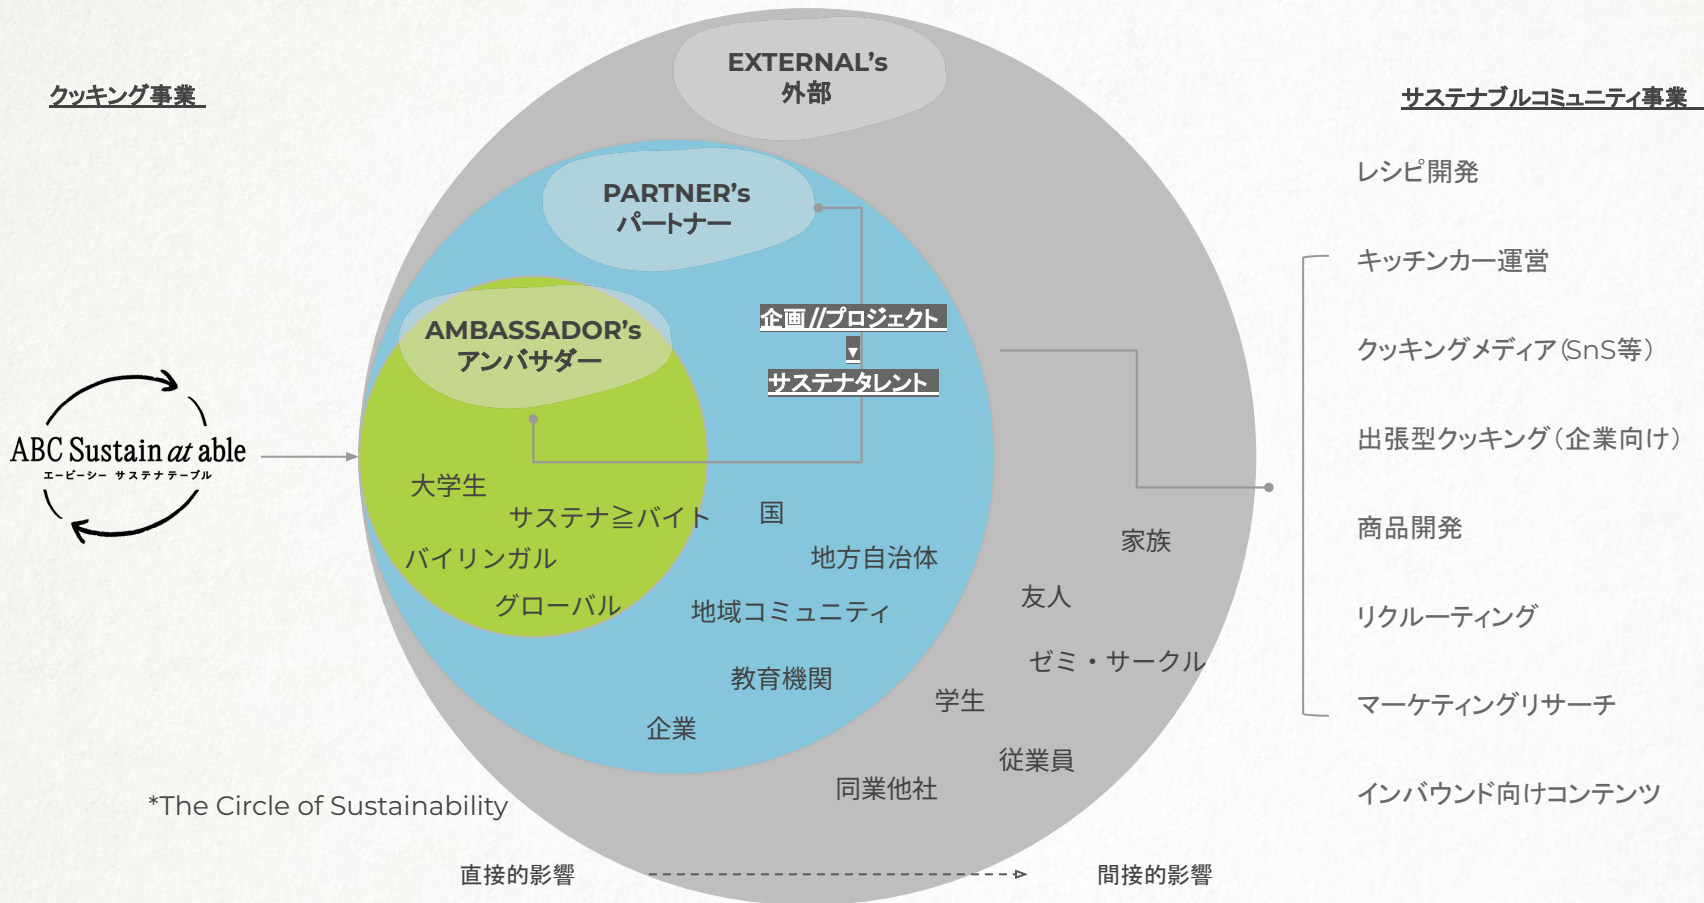 クッキング事業
EXTERNAL's
外部
サステナブルコミュニティ事業
PARTNER's
パートナー
AMBASSADOR's
アンバサダー
企画//プロジェクト
▼
サステナタレント
ABC Sustain at able
エービーシー サステナテーブル
大学生
サステナ≧バイト
バイリンガル
グローバル
国
地方自治体
地域コミュニティ
教育機関
企業
家族
友人
ゼミ・サークル
学生
従業員
同業他社
レシピ開発
キッチンカー運営
クッキングメディア(SnS等)
出張型クッキング(企業向け)
商品開発
リクルーティング
マーケティングリサーチ
インバウンド向けコンテンツ
*The Circle of Sustainability
直接的影響
間接的影響